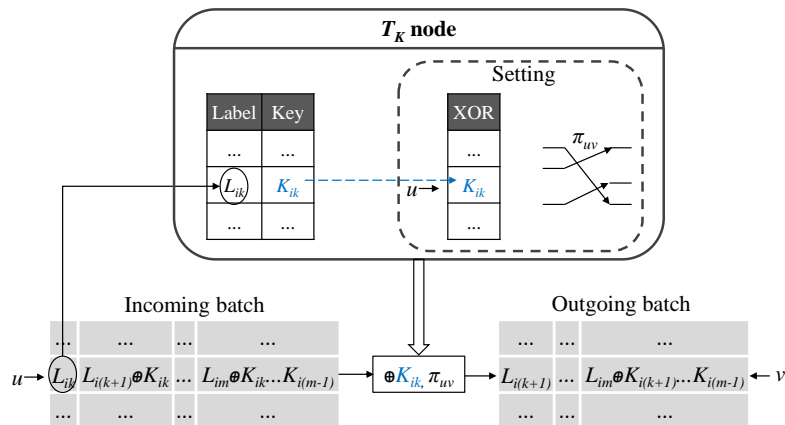 T_K node
Setting
Label Key
XOR
... ...
...
π_uv
L_ik K_ik
u
K_ik
... ...
...
Incoming batch
Outgoing batch
... ... ... ...
... ... ...
u
L_ik L_i(k+1)⊕K_ik ... L_im⊕K_ik...K_i(m-1)
⊕K_ik, π_uv
L_i(k+1) ... L_im⊕K_i(k+1)...K_i(m-1)
v
... ... ... ...
... ... ...